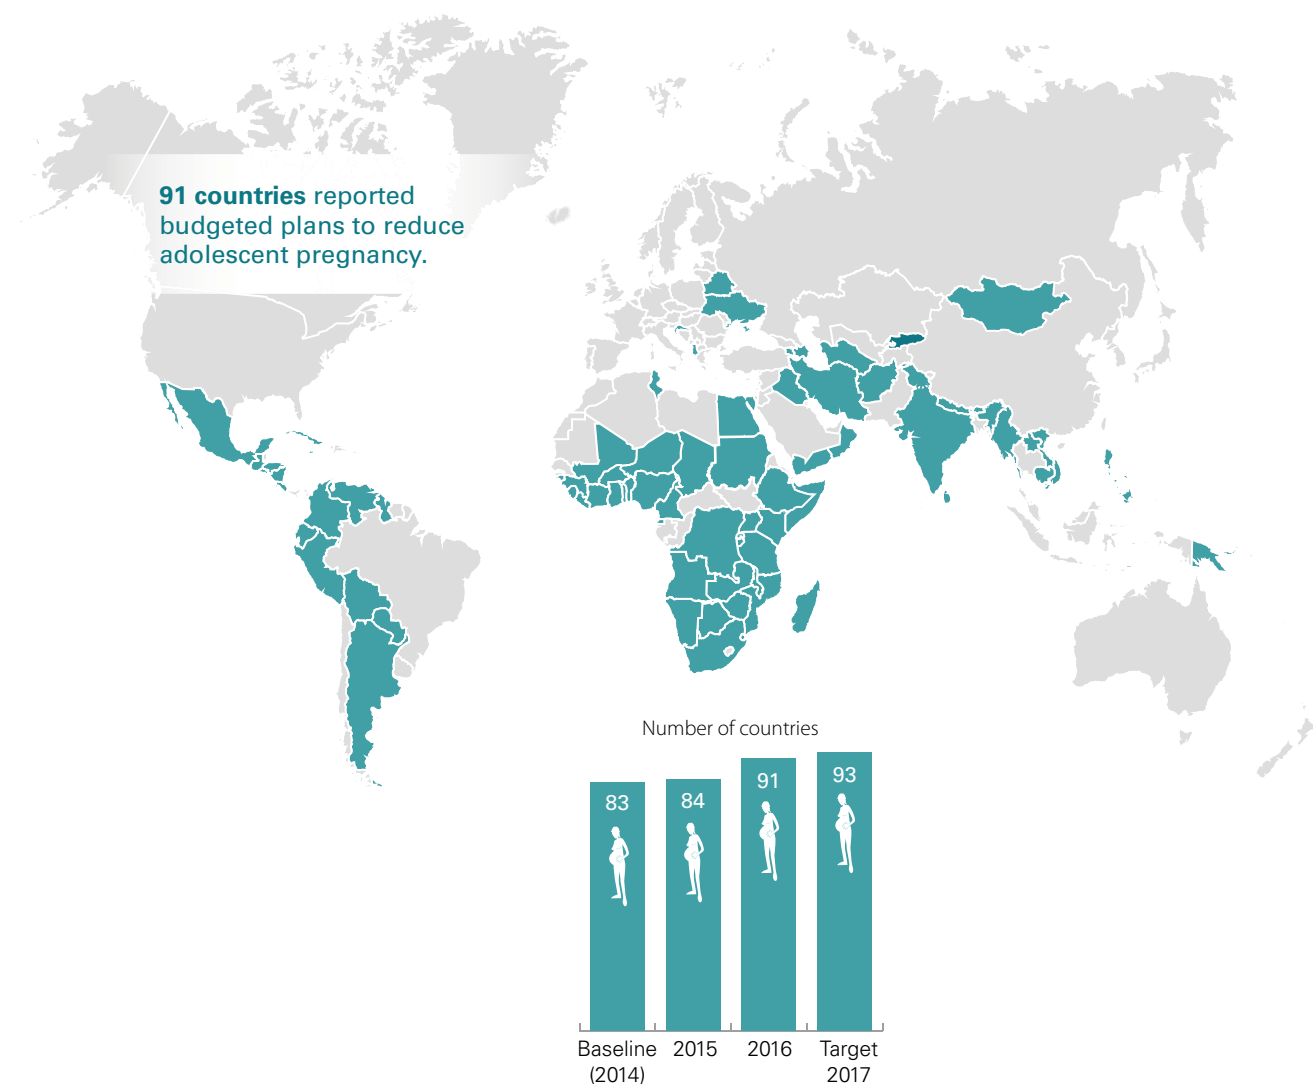 91 countries reported
budgeted plans to reduce
adolescent pregnancy.
Number of countries
83
84
91
93
Baseline
(2014)
2015
2016
Target
2017